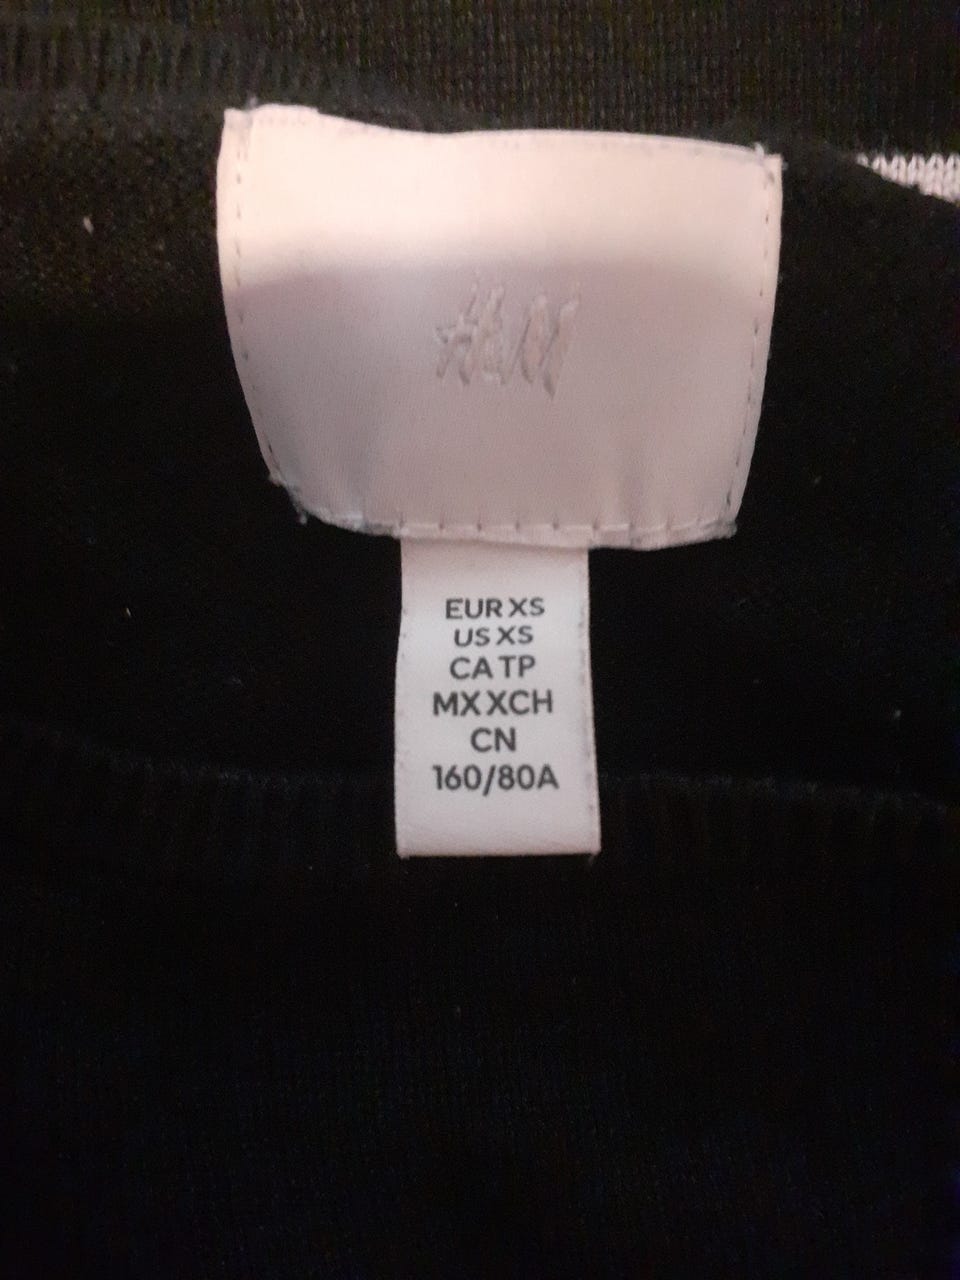 H&M
EUR XS
US XS
CA TP
MX XCH
CN
160/80A